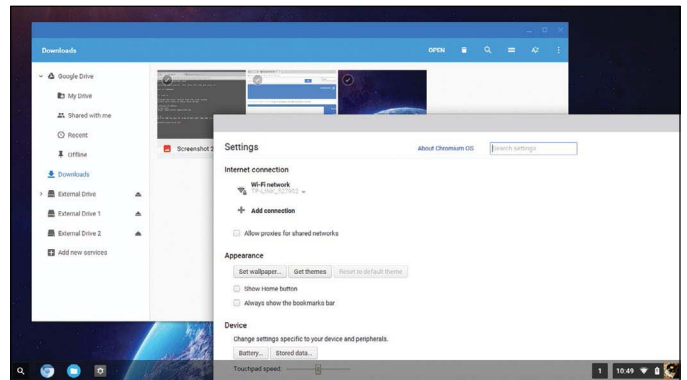 Downloads
OPEN
Google Drive
My Drive
Shared with me
Recent
Offline
Downloads
External Drive
External Drive 1
External Drive 2
Add new services
Screenshot 2
Settings
About Chromium OS
Search settings
Internet connection
Wi-Fi network
Add connection
Allow proxies for shared networks
Appearance
Set wallpaper... Get themes Reset to default theme
Show Home button
Always show the bookmarks bar
Device
Change settings specific to your device and peripherals.
Battery... Stored data...
Touchpad speed:
1 10:49